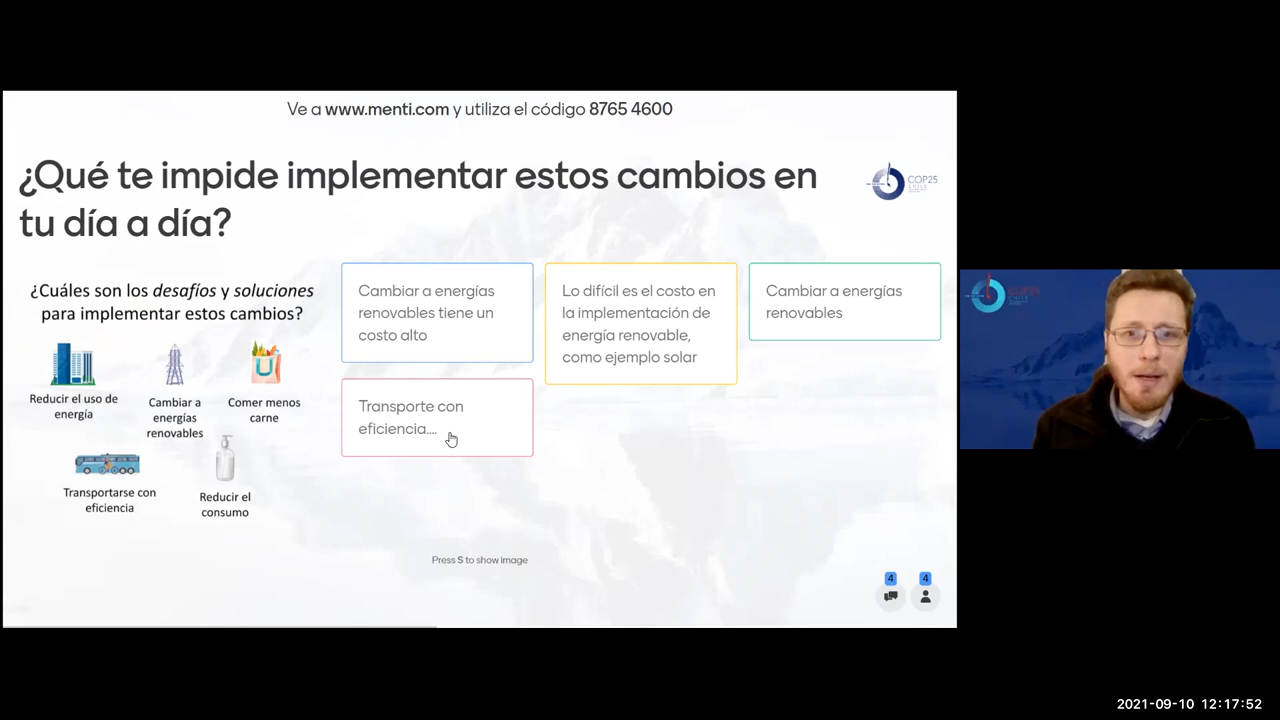 Ve a www.menti.com y utiliza el código 8765 4600
¿Qué te impide implementar estos cambios en
tu día a día?
COP25
CHILE
¿Cuáles son los desafíos y soluciones
para implementar estos cambios?
Reducir el uso de
energía
Cambiar a
energías
renovables
Comer menos
carne
Transportarse con
eficiencia
Reducir el
consumo
Cambiar a energías
renovables tiene un
costo alto
Lo difícil es el costo en
la implementación de
energía renovable,
como ejemplo solar
Cambiar a energías
renovables
Transporte con
eficiencia....
Press S to show image
4
4
COP25
CHILE
2021-09-10 12:17:52